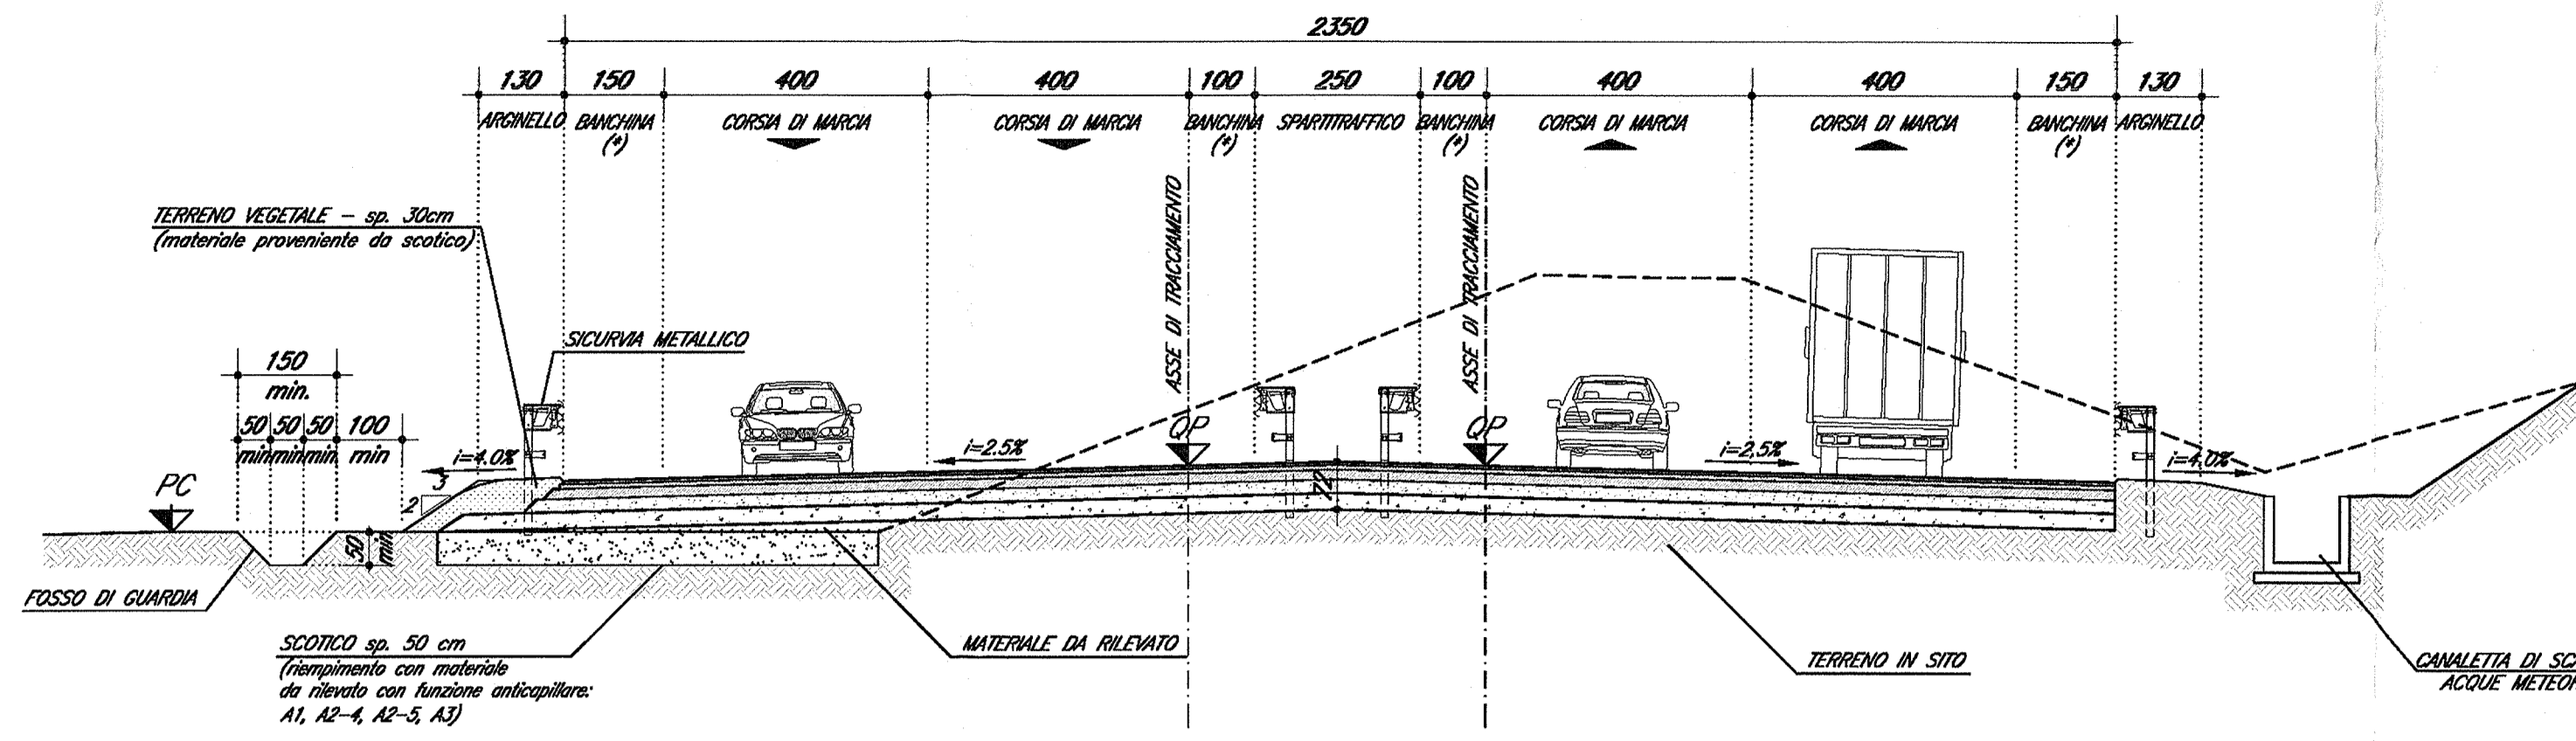 2350
130 150 400 400 100 250 100 400 400 150 130
ARGINELLO BANCHINA CORSIA DI MARCIA CORSIA DI MARCIA BANCHINA SPARTITRAFFICO BANCHINA CORSIA DI MARCIA CORSIA DI MARCIA BANCHINA ARGINELLO
(*) (*) (*) (*)
ASSE DI TRACCIAMENTO
ASSE DI TRACCIAMENTO
TERRENO VEGETALE - sp. 30cm
(materiale proveniente da scotico)
SICURVIA METALLICO
150
min.
50 50 50 100
min min min min
i=4.0% i=2.5% QP QP i=2.5% i=4.0%
3
2
PC
72
50
min
FOSSO DI GUARDIA
SCOTICO sp. 50 cm
(riempimento con materiale
da rilevato con funzione anticapillare:
A1, A2-4, A2-5, A3)
MATERIALE DA RILEVATO
TERRENO IN SITO
CANALETTA DI
ACQUE